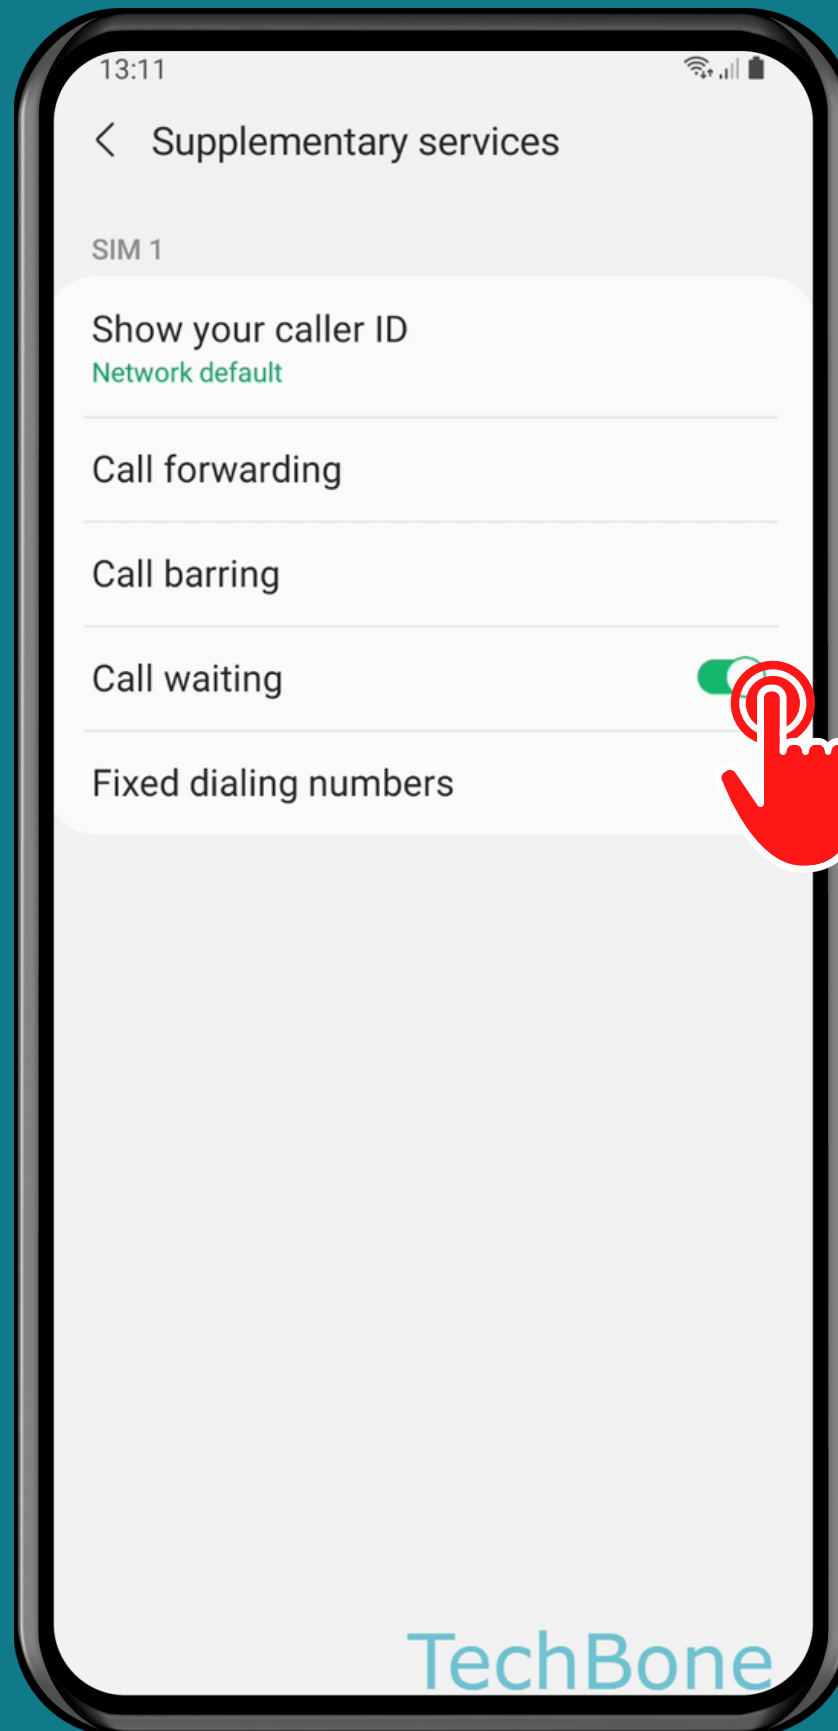 13:11
Supplementary services
SIM 1
Show your caller ID
Network default
Call forwarding
Call barring
Call waiting
Fixed dialing numbers
TechBone